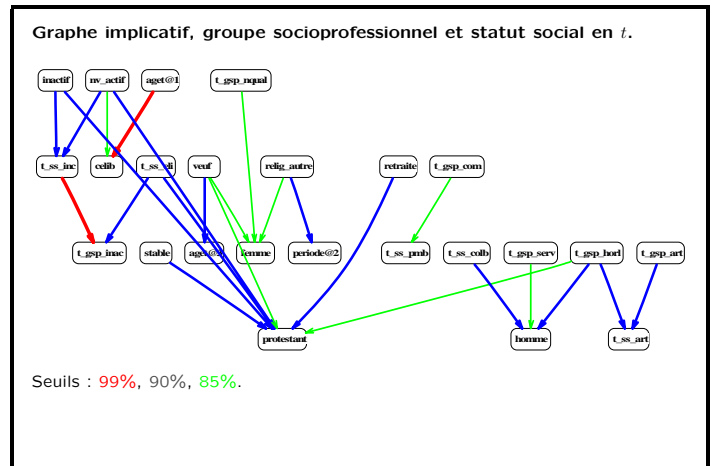 Graphe implicatif, groupe socioprofessionnel et statut social en t.
inactif nv_actif aget@1 t_gsp_nqual
t_ss_inc celib veuf relig_autre retraite t_gsp_com
t_gsp_inac stable femme periode@2 t_ss_pmb t_ss_colb t_gsp_serv t_gsp_horl t_gsp_art
protestant homme t_ss_art
Seuils : 99%, 90%, 85%.